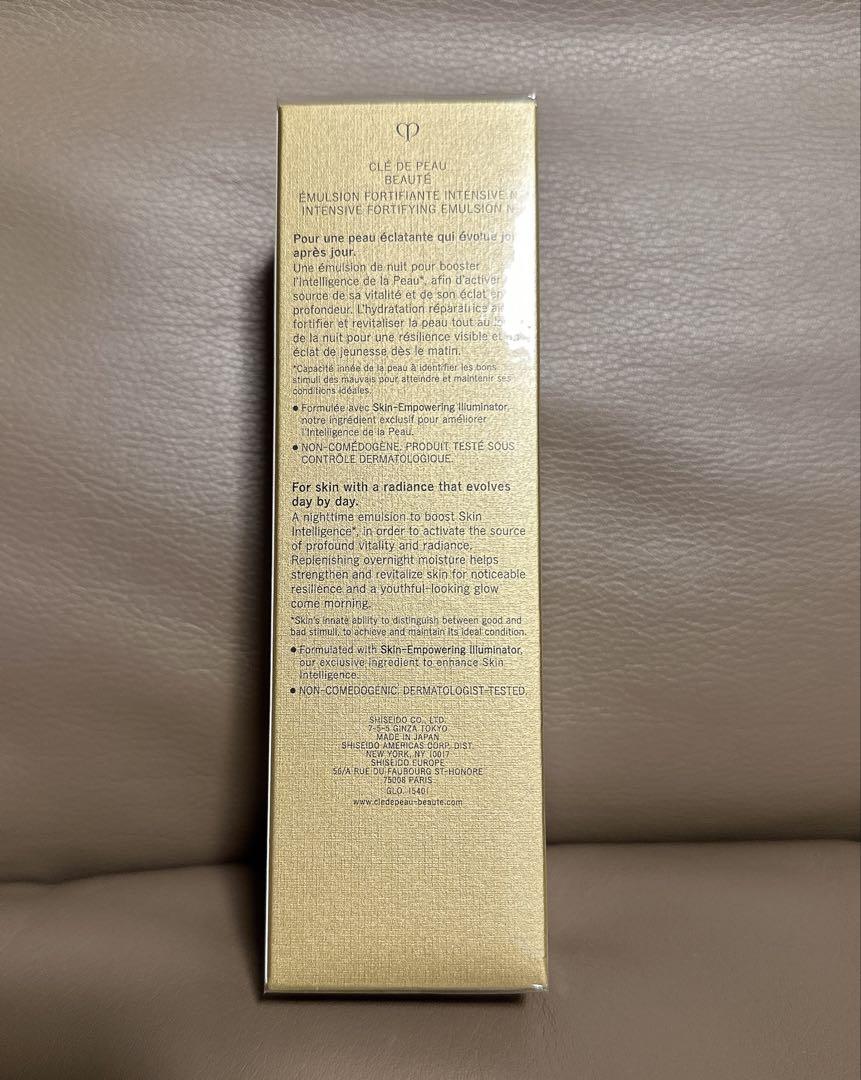 CLÉ DE PEAU
BEAUTÉ
ÉMULSION FORTIFIANTE INTENSIVE N
INTENSIVE FORTIFYING EMULSION N
Pour une peau éclatante qui évolue
après jour.
Une émulsion de nuit pour booster
l'Intelligence de la Peau*, afin d'activer
source de sa vitalité et de son éclat en
profondeur. L'hydratation réparatrice
fortifier et revitaliser la peau tout au
de la nuit pour une résilience visible et
éclat de jeunesse dès le matin.
*Capacité innée de la peau à identifier les bons
stimuli des mauvais pour atteindre et maintenir ses
conditions idéales.
• Formulée avec Skin-Empowering Illuminator,
notre ingrédient exclusif pour améliorer
l'Intelligence de la Peau.
• NON-COMÉDOGÈNE. PRODUIT TESTÉ SOUS
CONTRÔLE DERMATOLOGIQUE.
For skin with a radiance that evolves
day by day.
A nighttime emulsion to boost Skin
Intelligence*, in order to activate the source
of profound vitality and radiance.
Replenishing overnight moisture helps
strengthen and revitalize skin for noticeable
resilience and a youthful-looking glow
come morning.
*Skin's innate ability to distinguish between good and
bad stimuli, to achieve and maintain its ideal condition.
• Formulated with Skin-Empowering Illuminator,
our exclusive ingredient to enhance Skin
Intelligence.
• NON-COMEDOGENIC. DERMATOLOGIST-TESTED.
SHISEIDO CO., LTD.
7-5-5 GINZA TOKYO
MADE IN JAPAN
SHISEIDO AMERICAS CORP. DIST.
NEW YORK, NY 10017
SHISEIDO EUROPE
56/A RUE DU FAUBOURG ST-HONORE
75008 PARIS
GLO. 15401
www.cledepeau-beaute.com